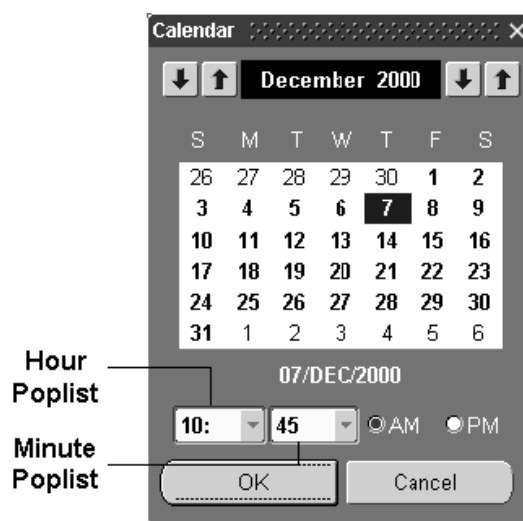 Calendar
December 2000
S M T W T F S
26 27 28 29 30 1 2
3 4 5 6 7 8 9
10 11 12 13 14 15 16
17 18 19 20 21 22 23
24 25 26 27 28 29 30
31 1 2 3 4 5 6
07/DEC/2000
Hour
Poplist
10: 45 AM PM
Minute
Poplist
OK Cancel